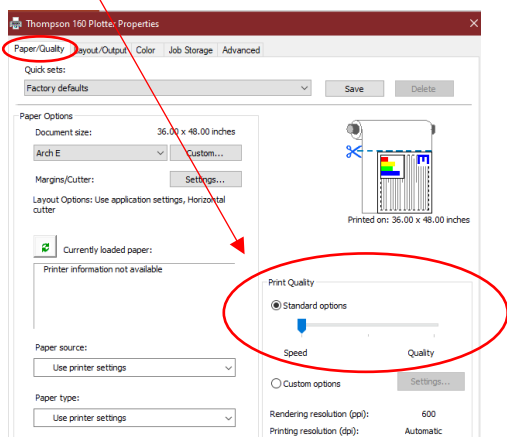 Thompson 160 Plotter Properties
Paper/Quality Layout/Output Color Job Storage Advanced
Quick sets:
Factory defaults
Save
Delete
Paper Options
Document size: 36.00 x 48.00 inches
Arch E
Custom...
Margins/Cutter:
Settings...
Layout Options: Use application settings, Horizontal
cutter
Printed on: 36.00 x 48.00 inches
Currently loaded paper:
Printer information not available
Print Quality
Standard options
Speed Quality
Paper source:
Use printer settings
Custom options
Settings...
Paper type:
Use printer settings
Rendering resolution (ppi): 600
Printing resolution (dpi): Automatic